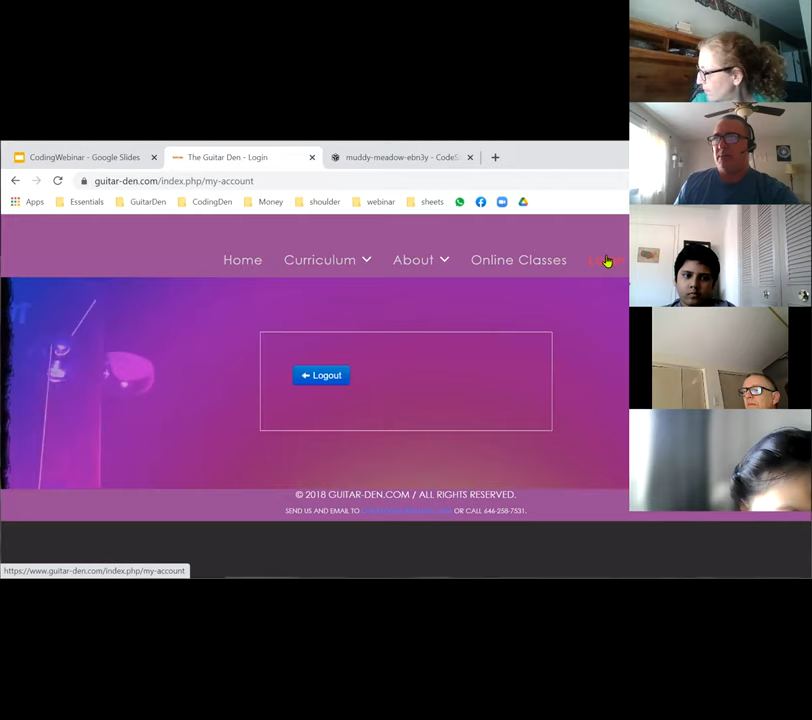 CodingWebinar - Google Slides
The Guitar Den - Login
muddy-meadow-ebn3y - CodeS
guitar-den.com/index.php/my-account
Apps Essentials GuitarDen CodingDen Money shoulder webinar sheets
Home Curriculum About Online Classes
Logout
© 2018 GUITAR-DEN.COM / ALL RIGHTS RESERVED.
SEND US AND EMAIL TO OR CALL 646-258-7531.
https://www.guitar-den.com/index.php/my-account